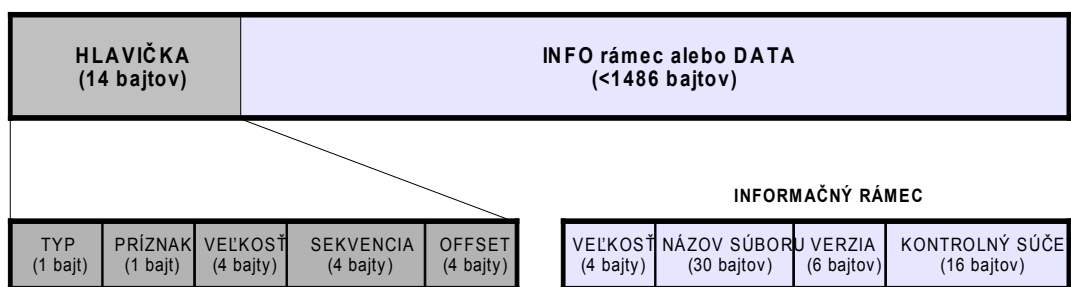 HLAVIČKA
(14 bajtov)
INFO rámec alebo DATA
(<1486 bajtov)
INFORMAČNÝ RÁMEC
TYP
(1 bajt)
PRÍZNAK
(1 bajt)
VEĽKOSŤ
(4 bajty)
SEKVENCIA
(4 bajty)
OFFSET
(4 bajty)
VEĽKOSŤ
(4 bajty)
NÁZOV SÚBORU
(30 bajtov)
VERZIA
(6 bajtov)
KONTROLNÝ SÚČE
(16 bajtov)